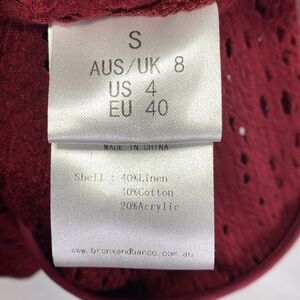 S
AUS/UK 8
US 4
EU 40
MADE IN CHINA
Shell : 40%Linen
40%Cotton
20%Acrylic
www.bronxandbanco.com.au